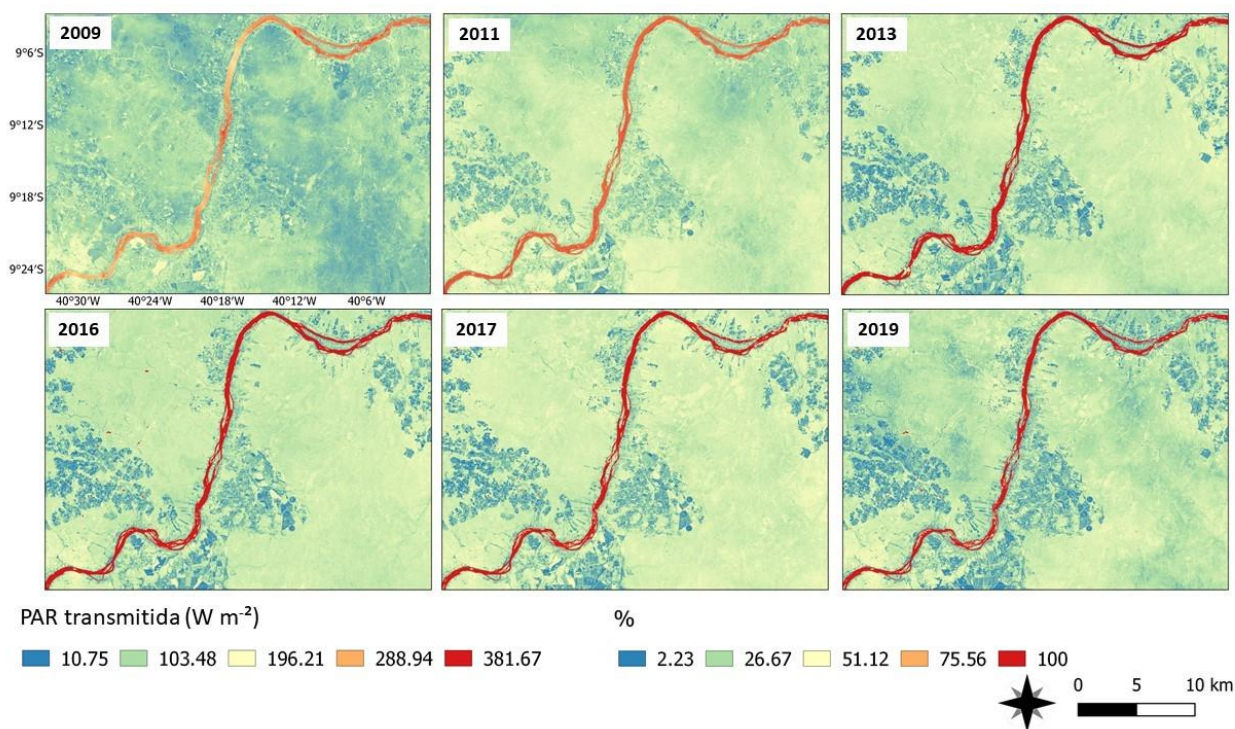 2009
2011
2013
9°6'S
9°12'S
9°18'S
9°24'S
40°30'W 40°24'W 40°18'W 40°12'W 40°6'W
2016
2017
2019
PAR transmitida (W m⁻²)
%
10.75 103.48 196.21 288.94 381.67
2.23 26.67 51.12 75.56 100
0 5 10 km